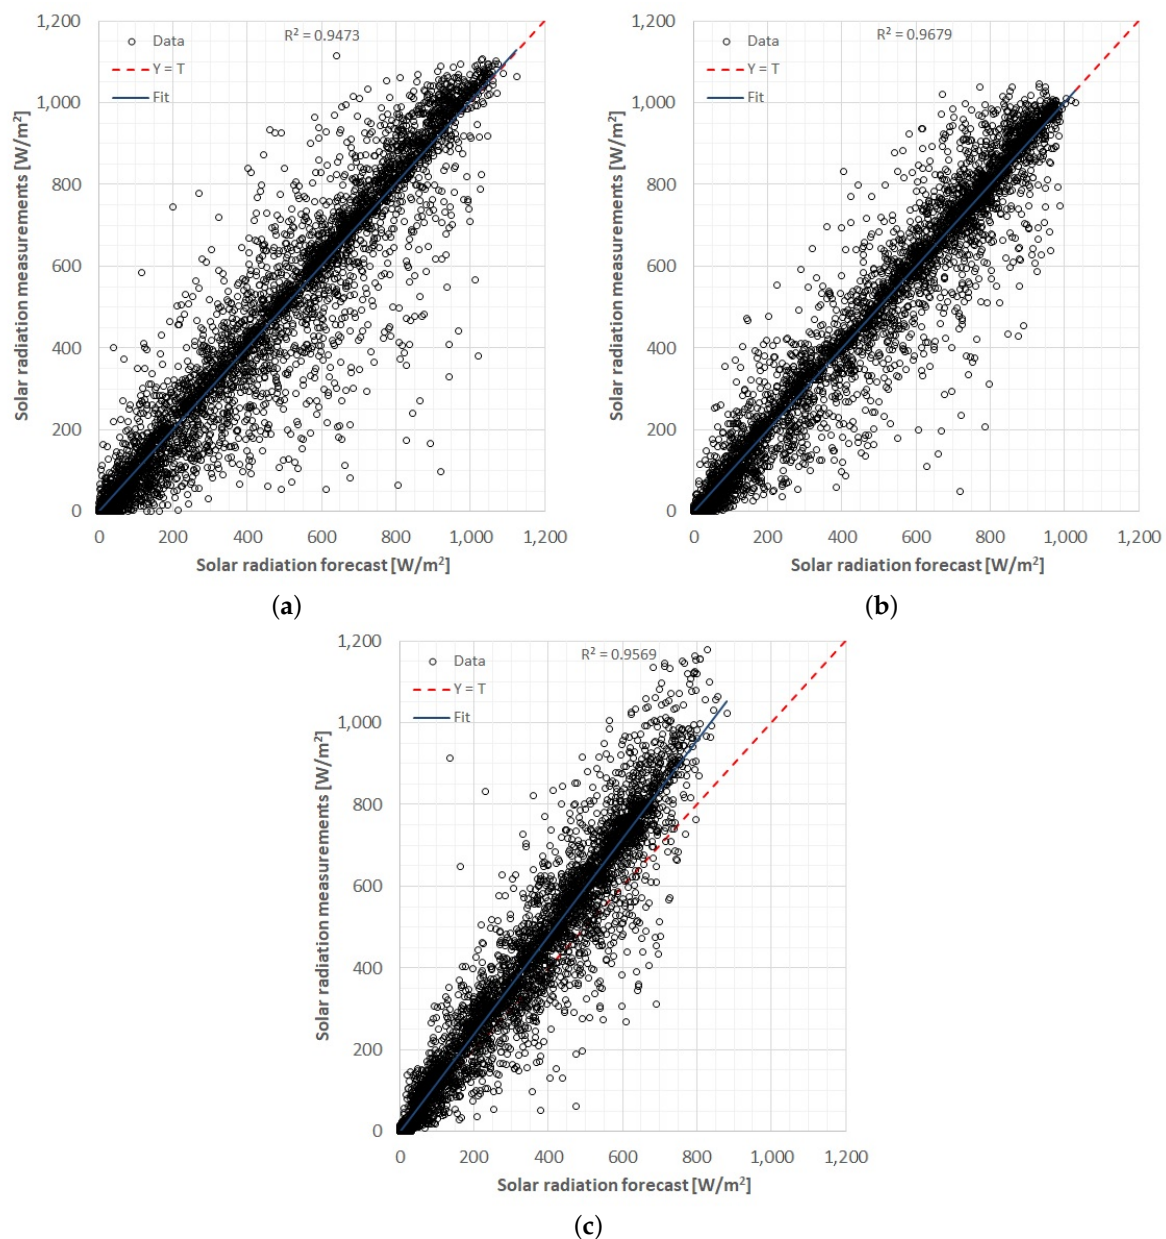 R² = 0.9473
Data
Y = T
Fit
1,200
1,000
800
600
400
200
0
Solar radiation measurements [W/m²]
0 200 400 600 800 1,000 1,200
Solar radiation forecast [W/m²]
(a)
R² = 0.9679
Data
Y = T
Fit
1,200
1,000
800
600
400
200
0
Solar radiation measurements [W/m²]
0 200 400 600 800 1,000 1,200
Solar radiation forecast [W/m²]
(b)
R² = 0.9569
Data
Y = T
Fit
1,200
1,000
800
600
400
200
0
Solar radiation measurements [W/m²]
0 200 400 600 800 1,000 1,200
Solar radiation forecast [W/m²]
(c)